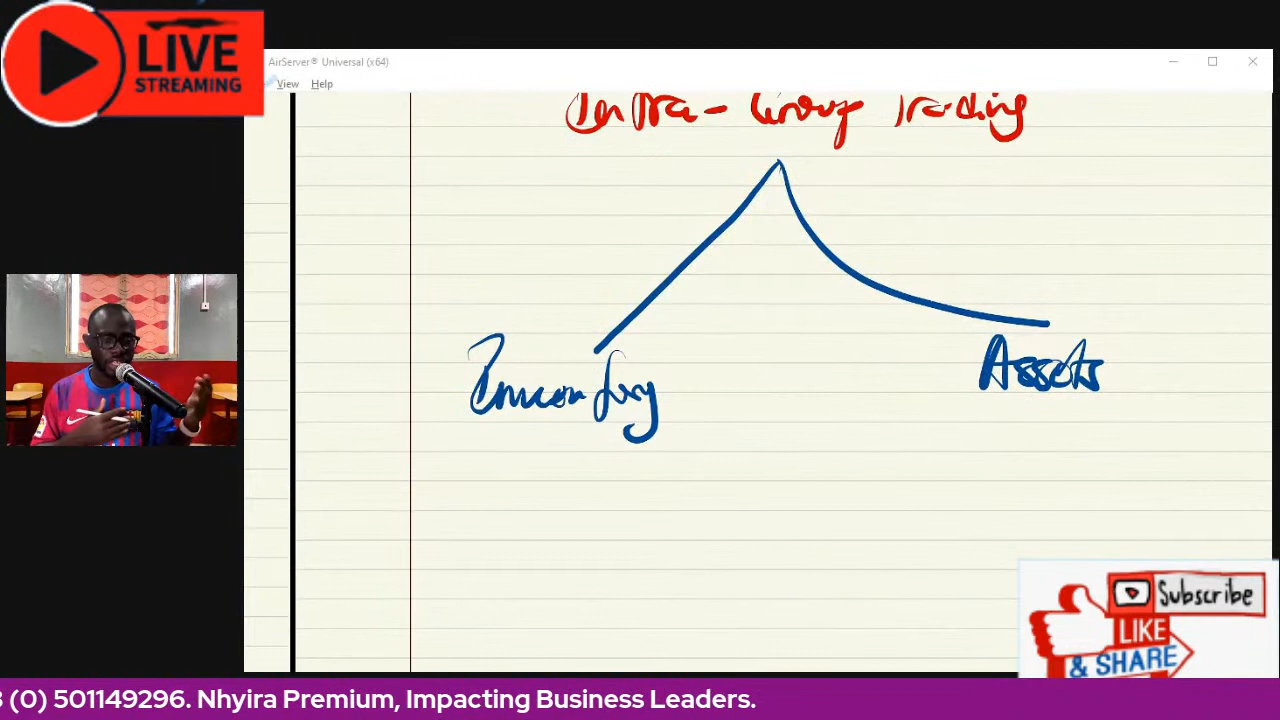 LIVE
STREAMING
AirServer® Universal (x64)
View Help
Intra-Group Trading
Inventory
Assets
Subscribe
LIKE
& SHARE
3 (0) 501149296. Nhyira Premium, Impacting Business Leaders.